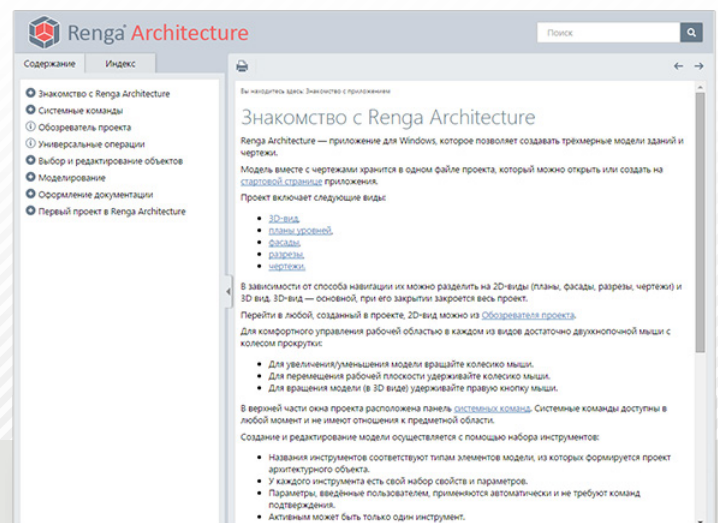 Renga Architecture
Поиск
Содержание
Индекс
Знакомство с Renga Architecture
Системные команды
Обозреватель проекта
Универсальные операции
Выбор и редактирование объектов
Моделирование
Оформление документации
Первый проект в Renga Architecture
Вы находитесь здесь: Знакомство с приложением
Знакомство с Renga Architecture
Renga Architecture — приложение для Windows, которое позволяет создавать трехмерные модели зданий и
чертежи.
Модель вместе с чертежами хранится в одном файле проекта, который можно открыть или создать на
стартовой странице приложения.
Проект включает следующие виды:
3D-вид,
планы уровней,
фасады,
разрезы,
чертежи.
В зависимости от способа навигации их можно разделить на 2D-виды (планы, фасады, разрезы, чертежи) и
3D вид. 3D-вид — основной, при его закрытии закроется весь проект.
Перейти в любой, созданный в проекте, 2D-вид можно из Обозревателя проекта.
Для комфортного управления рабочей областью в каждом из видов достаточно двухкнопочной мыши с
колесом прокрутки:
Для увеличения/уменьшения модели вращайте колесико мыши.
Для перемещения рабочей плоскости удерживайте колесико мыши.
Для вращения модели (в 3D виде) удерживайте правую кнопку мыши.
В верхней части окна проекта расположена панель системных команд. Системные команды доступны в
любой момент и не имеют отношения к предметной области.
Создание и редактирование модели осуществляется с помощью набора инструментов:
Названия инструментов соответствуют типам элементов модели, из которых формируется проект
архитектурного объекта.
У каждого инструмента есть свой набор свойств и параметров.
Параметры, введённые пользователем, применяются автоматически и не требуют команд
подтверждения.
Активным может быть только один инструмент.